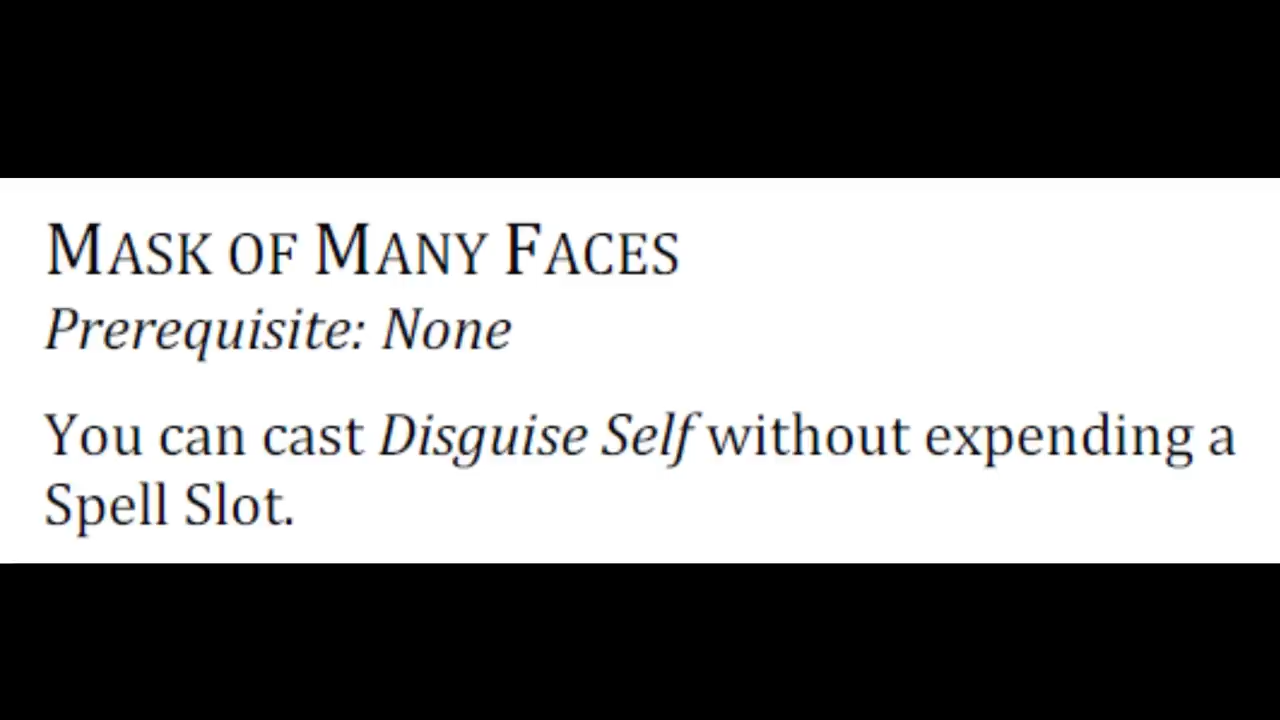 MASK OF MANY FACES
Prerequisite: None
You can cast Disguise Self without expending a
Spell Slot.